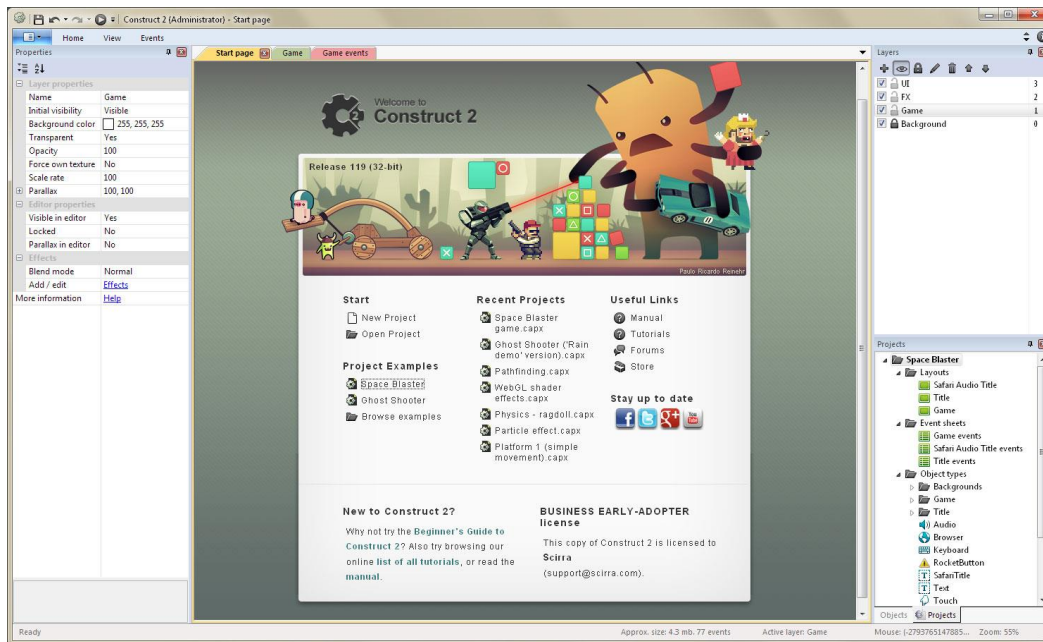 Construct 2 (Administrator) - Start page
Home View Events
Properties
Layer properties
Name Game
Initial visibility Visible
Background color 255, 255, 255
Transparent Yes
Opacity 100
Force own texture No
Scale rate 100
Parallax 100, 100
Editor properties
Visible in editor Yes
Locked No
Parallax in editor No
Effects
Blend mode Normal
Add / edit Effects
More information Help
Start page Game Game events
Welcome to
Construct 2
Release 119 (32-bit)
Paulo Ricardo Reinehr
Start
New Project
Open Project
Project Examples
Space Blaster
Ghost Shooter
Browse examples
Recent Projects
Space Blaster
game.capx
Ghost Shooter ('Rain
demo' version).capx
Pathfinding.capx
WebGL shader
effects.capx
Physics - ragdoll.capx
Particle effect.capx
Platform 1 (simple
movement).capx
Useful Links
Manual
Tutorials
Forums
Store
Stay up to date
New to Construct 2?
Why not try the Beginner's Guide to
Construct 2? Also try browsing our
online list of all tutorials, or read the
manual.
BUSINESS EARLY-ADOPTER
license
This copy of Construct 2 is licensed to
Scirra
(support@scirra.com).
Layers
UI 3
FX 2
Game 1
Background 0
Projects
Space Blaster
Layouts
Safari Audio Title
Title
Game
Event sheets
Game events
Safari Audio Title events
Title events
Object types
Backgrounds
Game
Title
Audio
Browser
Keyboard
RocketButton
SafariTitle
Text
Touch
Objects Projects
Ready Approx. size: 4.3 mb. 77 events Active layer: Game Mouse: (-2793765147885... Zoom: 55%